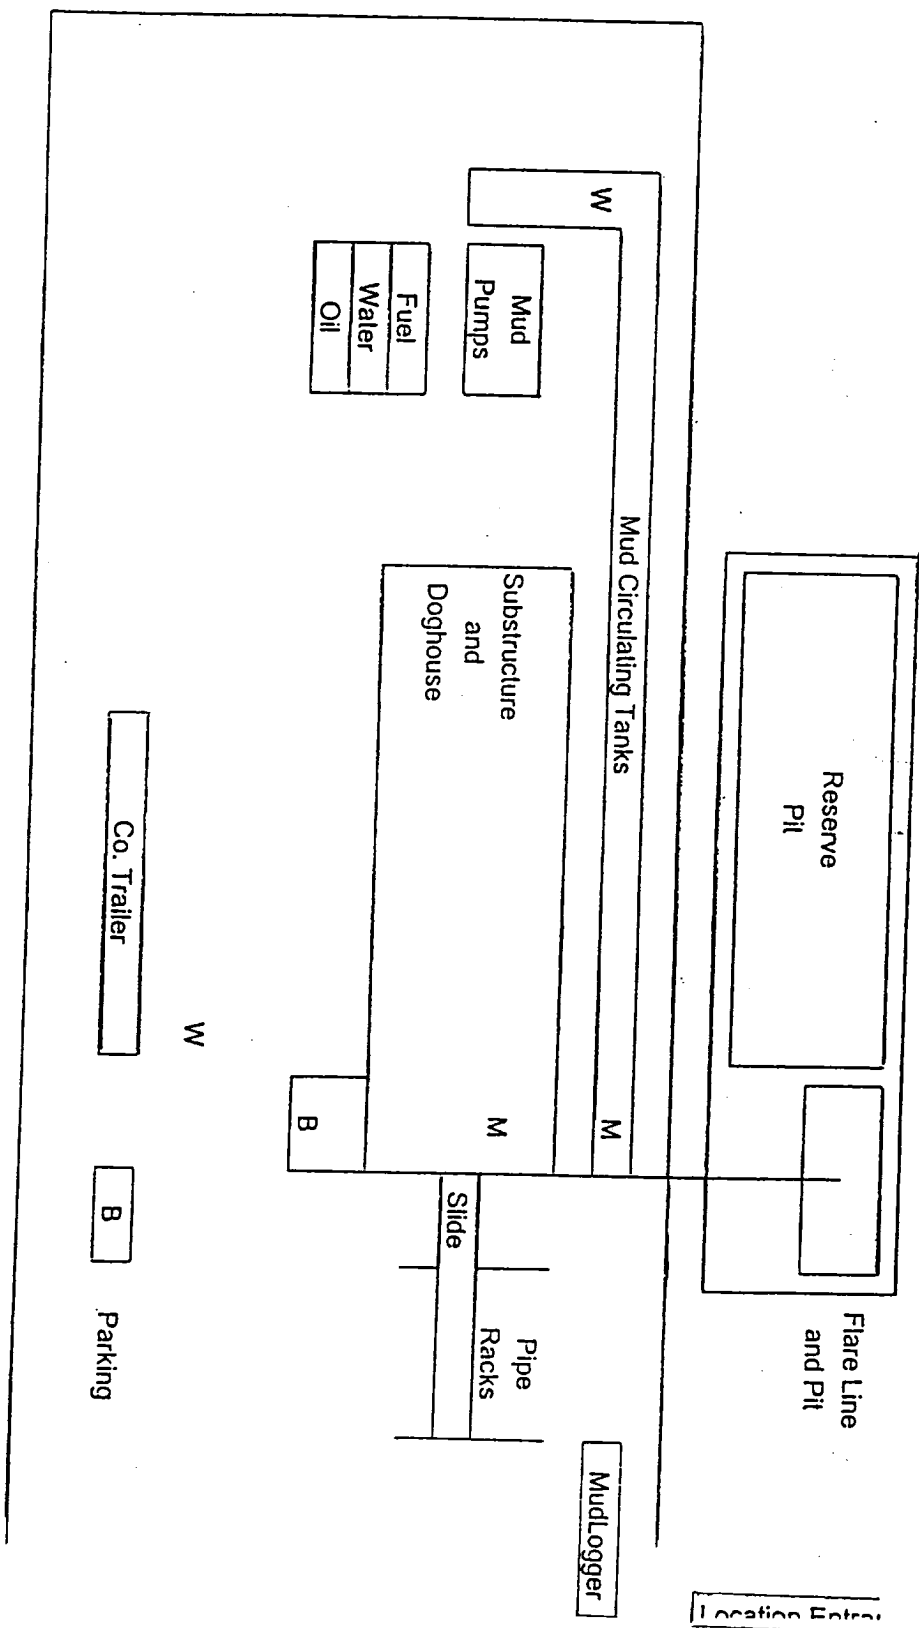 Reserve
Pit
Flare Line
and Pit
Location
W
Mud Circulating Tanks
M
MudLogger
Mud
Pumps
Substructure
and
Doghouse
M
Pipe
Racks
Slide
Fuel
Water
Oil
B
W
Co. Trailer
B
Parking